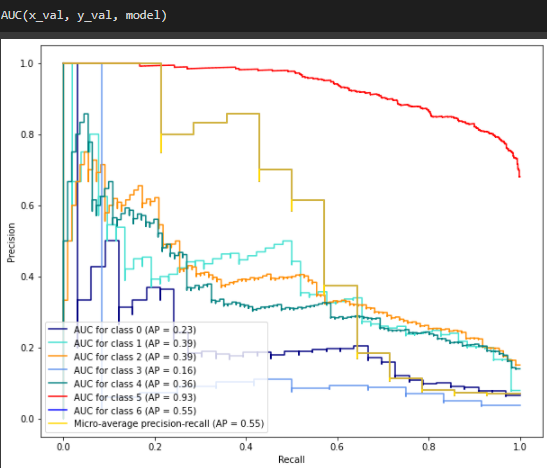 AUC(x_val, y_val, model)
1.0
0.8
0.6
0.4
0.2
0.0
Precision
AUC for class 0 (AP = 0.23)
AUC for class 1 (AP = 0.39)
AUC for class 2 (AP = 0.39)
AUC for class 3 (AP = 0.16)
AUC for class 4 (AP = 0.36)
AUC for class 5 (AP = 0.93)
AUC for class 6 (AP = 0.55)
Micro-average precision-recall (AP = 0.55)
0.0 0.2 0.4 0.6 0.8 1.0
Recall